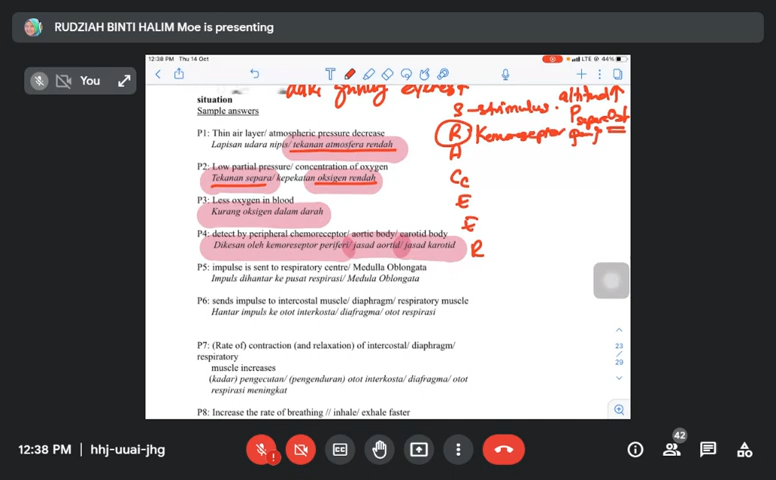 RUDZIAH BINTI HALIM Moe is presenting
You
12:38 PM Thu 14 Oct
LTE 44%
daki gunung everest
situation
Sample answers
P1: Thin air layer/ atmospheric pressure decrease
Lapisan udara nipis/ tekanan atmosfera rendah
P2: Low partial pressure/ concentration of oxygen
Tekanan separa/ kepekatan oksigen rendah
P3: Less oxygen in blood
Kurang oksigen dalam darah
P4: detect by peripheral chemoreceptor/ aortic body/ carotid body
Dikesan oleh kemoreseptor periferi/ jasad aortid/ jasad karotid
P5: impulse is sent to respiratory centre/ Medulla Oblongata
Impuls dihantar ke pusat respirasi/ Medula Oblongata
P6: sends impulse to intercostal muscle/ diaphragm/ respiratory muscle
Hantar impuls ke otot interkosta/ diafragma/ otot respirasi
P7: (Rate of) contraction (and relaxation) of intercostal/ diaphragm/
respiratory
muscle increases
(kadar) pengecutan/ (pengenduran) otot interkosta/ diafragma/ otot
respirasi meningkat
P8: Increase the rate of breathing // inhale/ exhale faster
altitud↑
S - stimulus.
R Kemoreseptor
A
Cc
E
E
R
23
/
29
12:38 PM | hhj-uuai-jhg
42